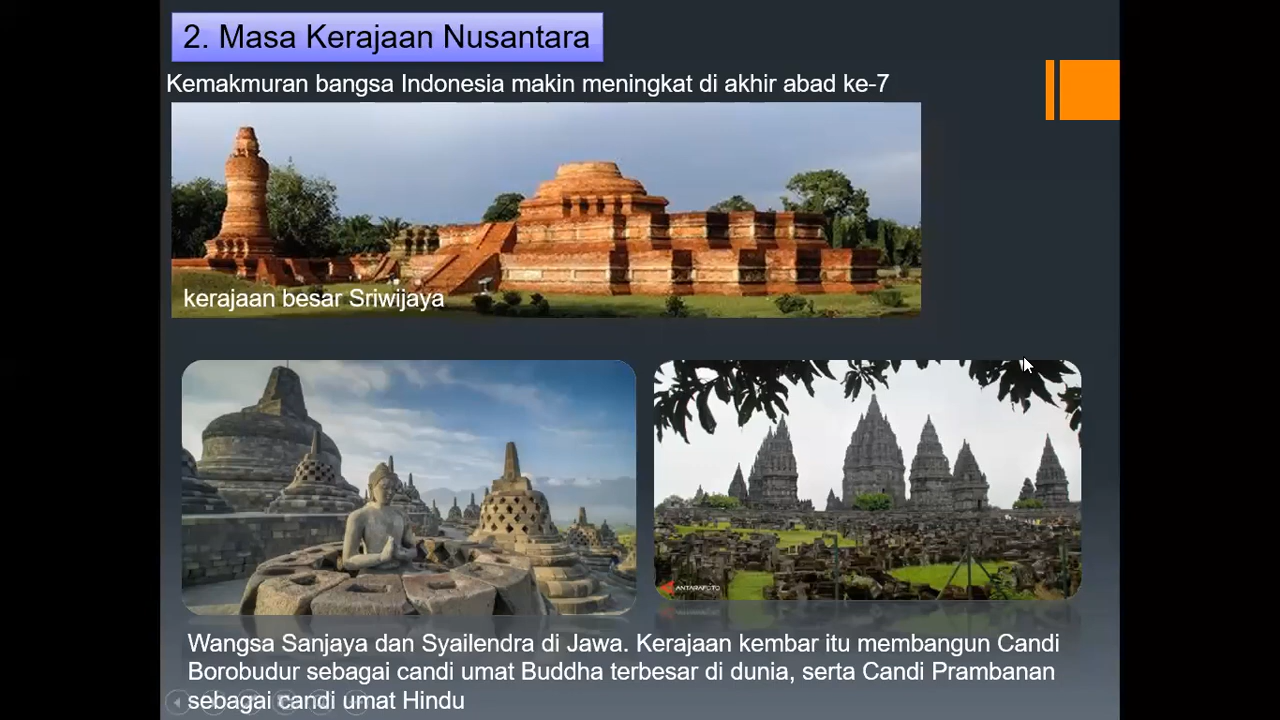 2. Masa Kerajaan Nusantara
Kemakmuran bangsa Indonesia makin meningkat di akhir abad ke-7
kerajaan besar Sriwijaya
ANTARAFOTO
Wangsa Sanjaya dan Syailendra di Jawa. Kerajaan kembar itu membangun Candi
Borobudur sebagai candi umat Buddha terbesar di dunia, serta Candi Prambanan
sebagai candi umat Hindu